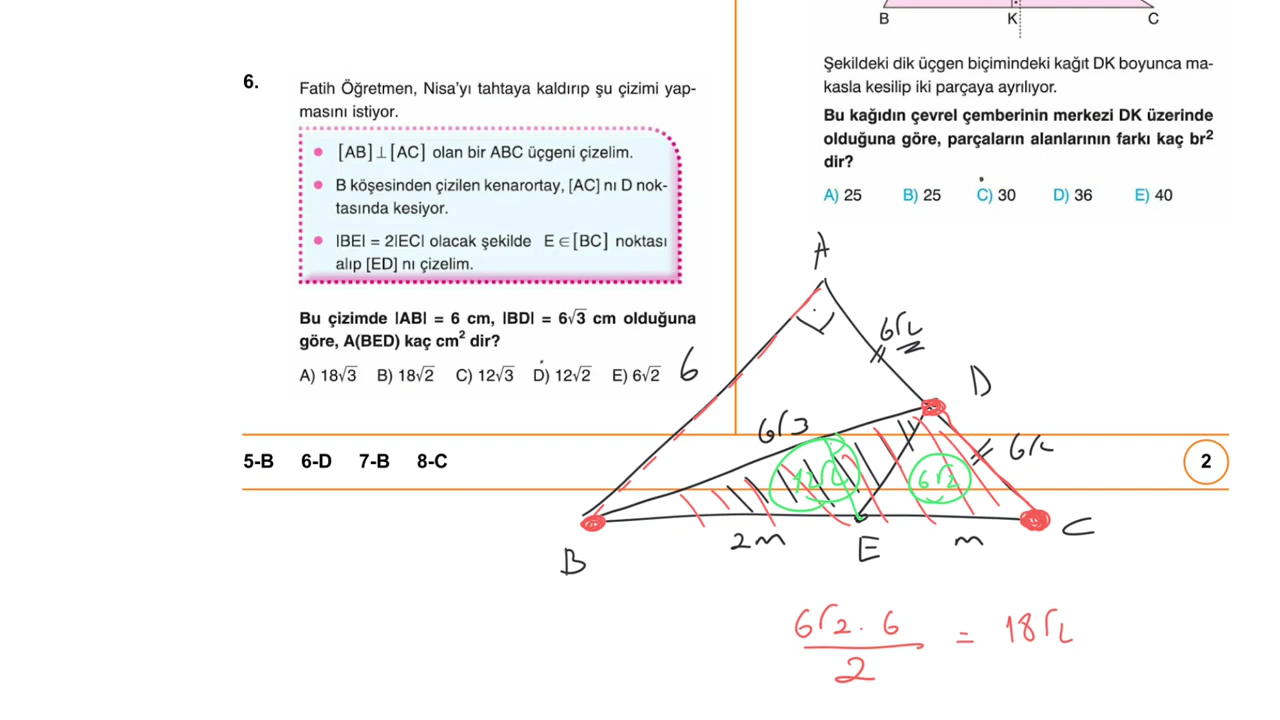 B K C
Şekildeki dik üçgen biçimindeki kağıt DK boyunca ma-
kasla kesilip iki parçaya ayrılıyor.
Bu kağıdın çevrel çemberinin merkezi DK üzerinde
olduğuna göre, parçaların alanlarının farkı kaç br²
dir?
A) 25 B) 25 C) 30 D) 36 E) 40
6.
Fatih Öğretmen, Nisa'yı tahtaya kaldırıp şu çizimi yap-
masını istiyor.
• [AB]⊥[AC] olan bir ABC üçgeni çizelim.
• B köşesinden çizilen kenarortay, [AC] nı D nok-
tasında kesiyor.
• |BE| = 2|EC| olacak şekilde E∈[BC] noktası
alıp [ED] nı çizelim.
Bu çizimde |AB| = 6 cm, |BD| = 6√3 cm olduğuna
göre, A(BED) kaç cm² dir?
A) 18√3 B) 18√2 C) 12√3 D) 12√2 E) 6√2
A
6
6√2
D
6√3
6√2
12√2
6√2
B
2m
E
m
C
6√2 . 6
2
= 18√2
5-B 6-D 7-B 8-C
2